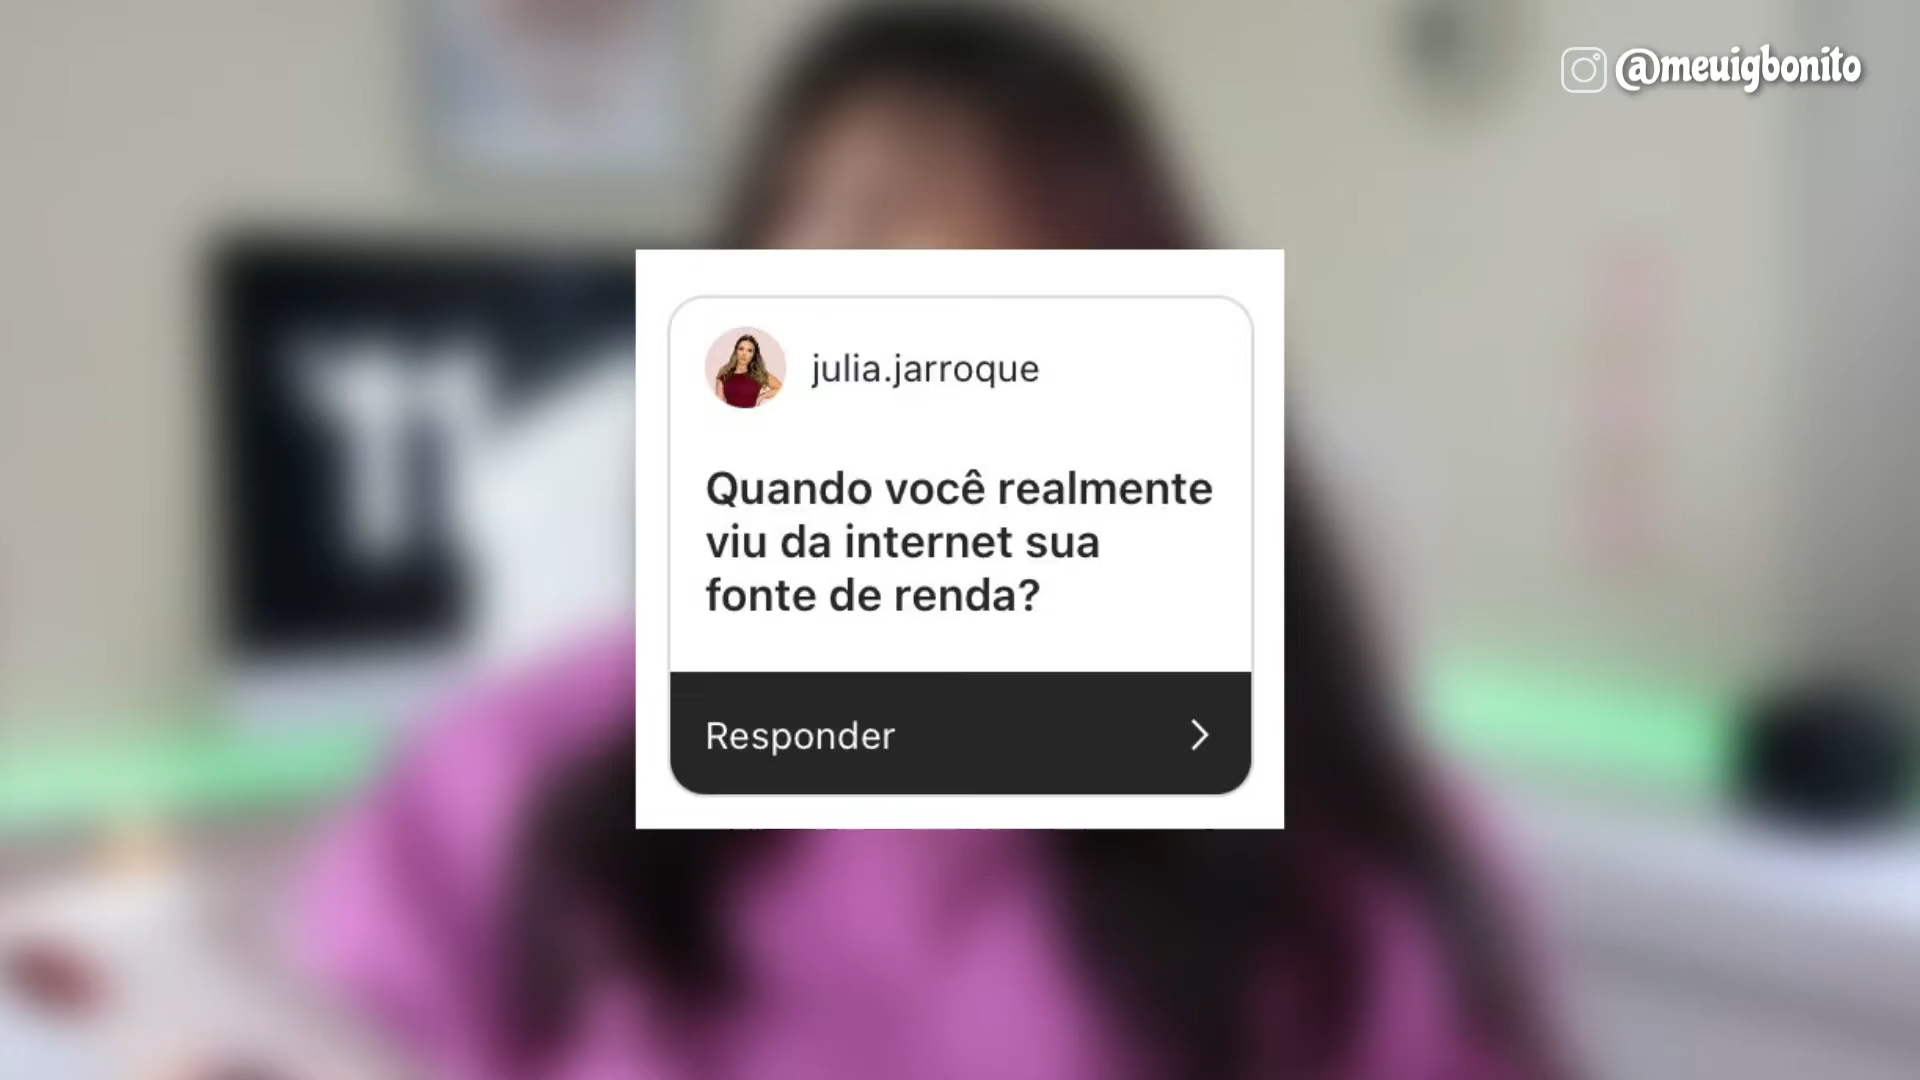 @meuigbonito
julia.jarroque
Quando você realmente
viu da internet sua
fonte de renda?
Responder